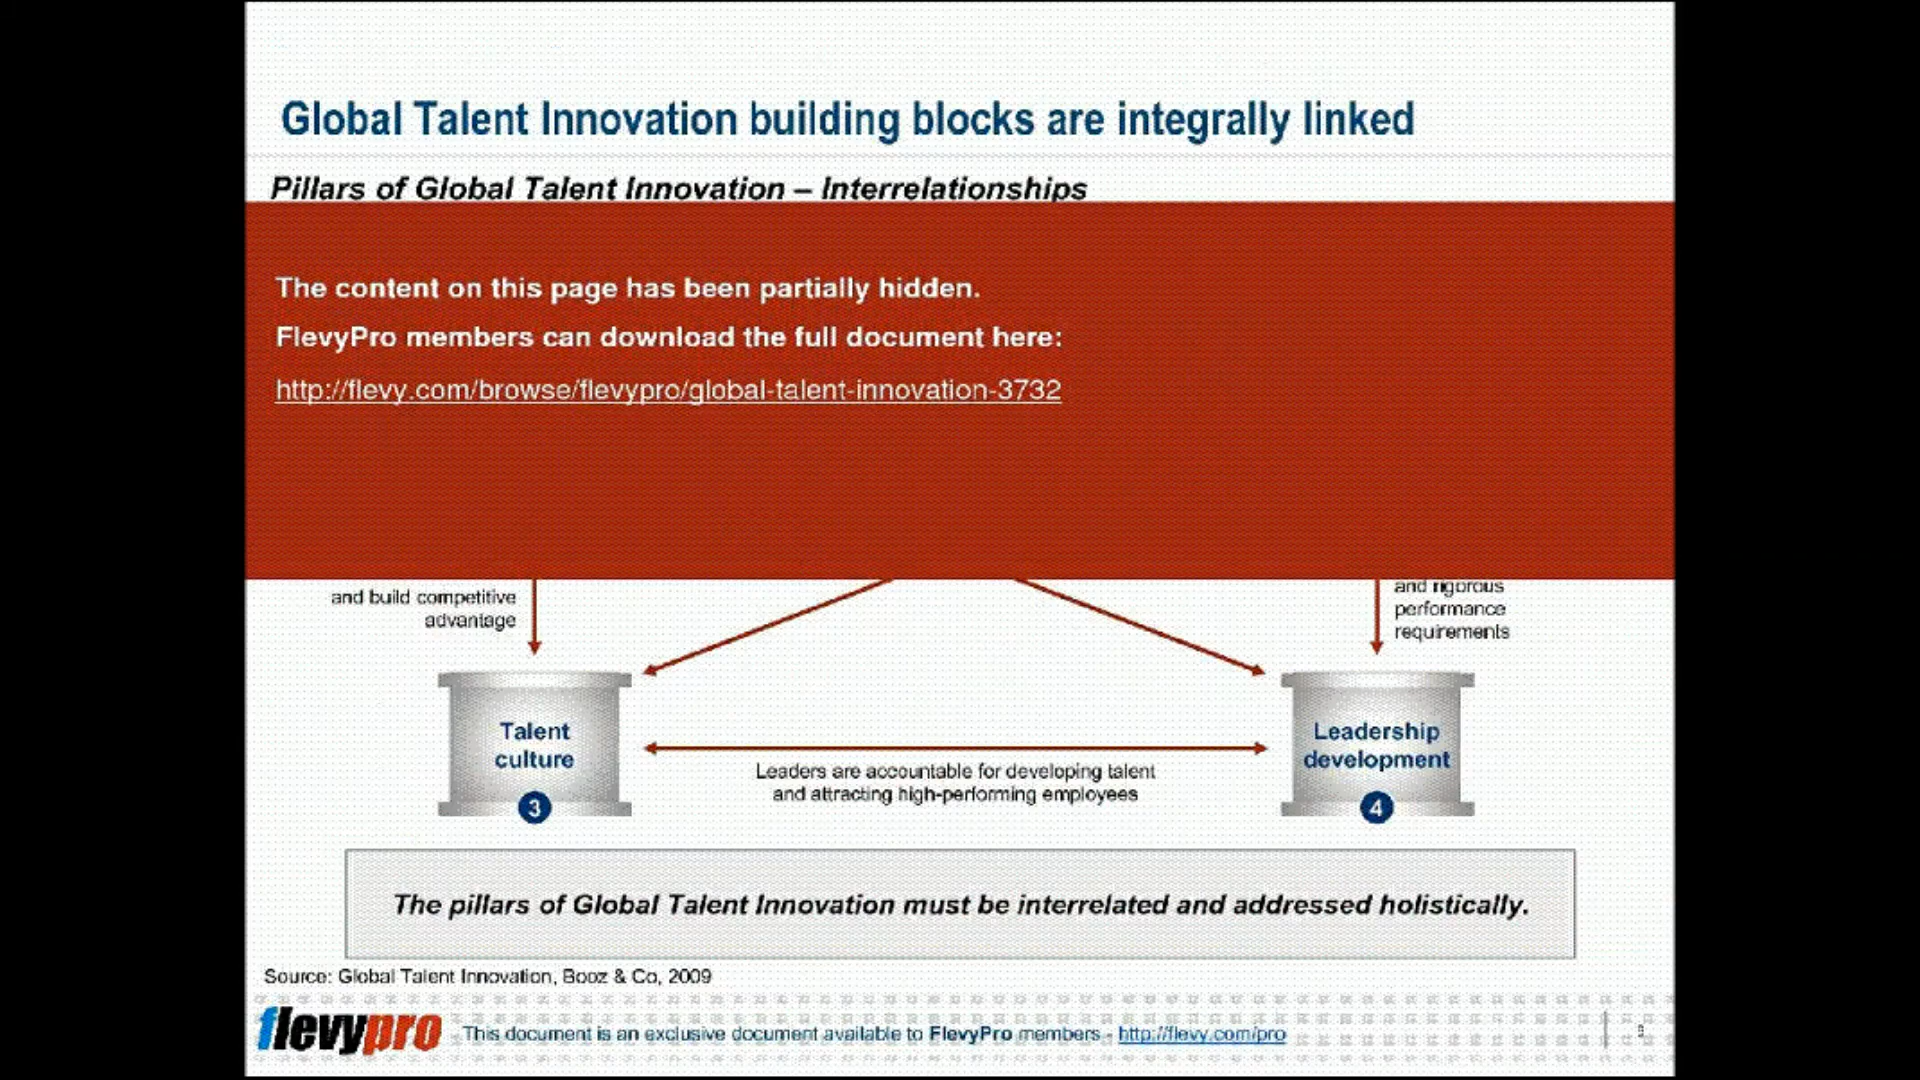 Global Talent Innovation building blocks are integrally linked
Pillars of Global Talent Innovation – Interrelationships
The content on this page has been partially hidden.
FlevyPro members can download the full document here:
http://flevy.com/browse/flevypro/global-talent-innovation-3732
and build competitive
advantage
and rigorous
performance
requirements
Talent
culture
3
Leaders are accountable for developing talent
and attracting high-performing employees
Leadership
development
4
The pillars of Global Talent Innovation must be interrelated and addressed holistically.
Source: Global Talent Innovation, Booz & Co, 2009
flevypro
This document is an exclusive document available to FlevyPro members - http://flevy.com/pro